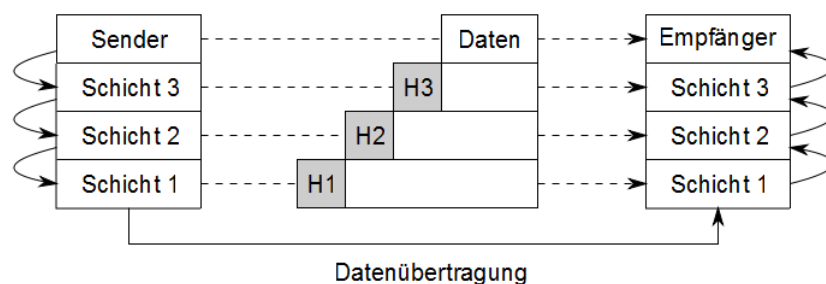 Sender Daten Empfänger
Schicht 3 H3 Schicht 3
Schicht 2 H2 Schicht 2
Schicht 1 H1 Schicht 1
Datenübertragung